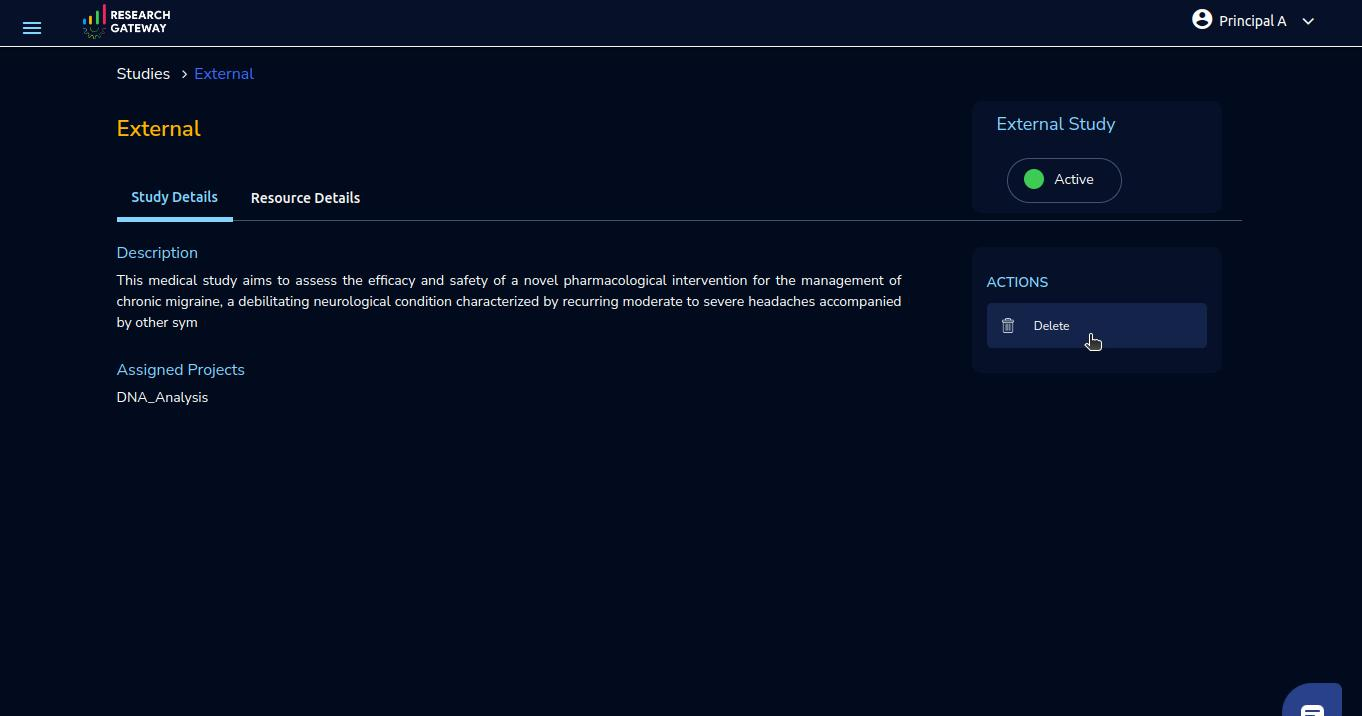 RESEARCH
GATEWAY
Principal A
Studies > External
External
External Study
Active
Study Details
Resource Details
Description
This medical study aims to assess the efficacy and safety of a novel pharmacological intervention for the management of
chronic migraine, a debilitating neurological condition characterized by recurring moderate to severe headaches accompanied
by other sym
ACTIONS
Delete
Assigned Projects
DNA_Analysis